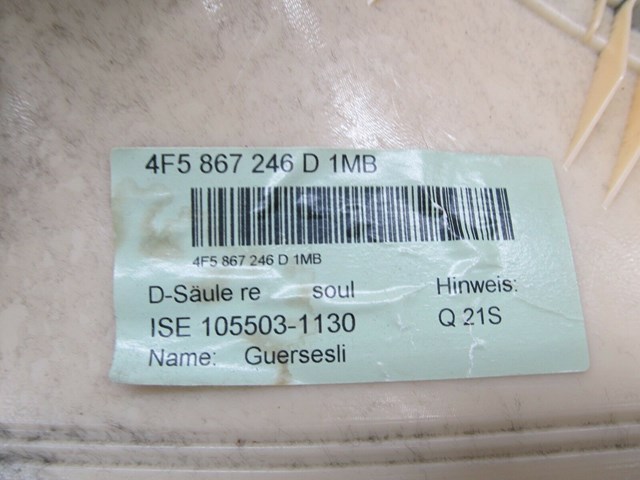 4F5 867 246 D 1MB
4F5 867 246 D 1MB
D-Säule re soul Hinweis:
ISE 105503-1130 Q 21S
Name: Guersesli